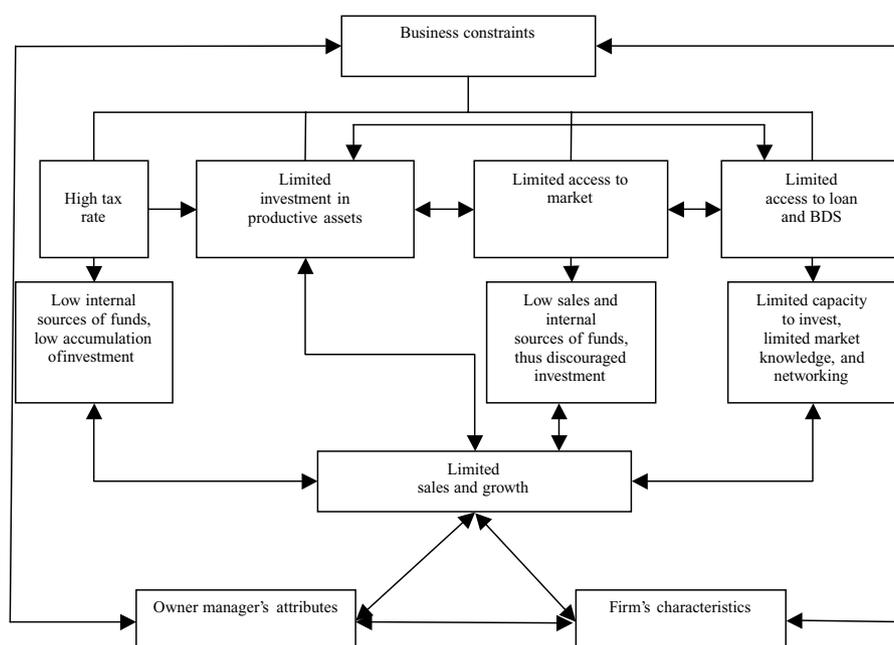 Business constraints
High tax
rate
Limited
investment in
productive assets
Limited access to
market
Limited
access to loan
and BDS
Low internal
sources of funds,
low accumulation
ofinvestment
Low sales and
internal
sources of funds,
thus discouraged
investment
Limited capacity
to invest,
limited market
knowledge, and
networking
Limited
sales and growth
Owner manager's attributes
Firm's characteristics